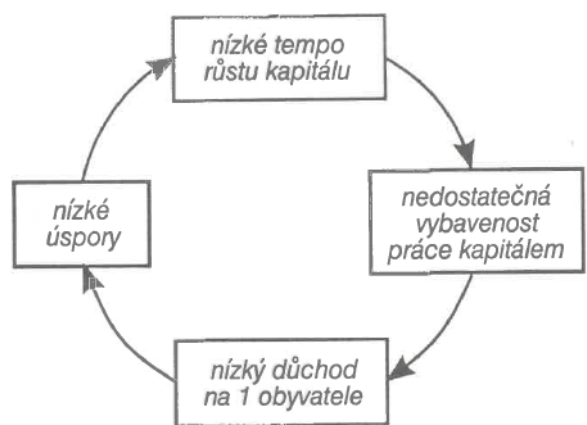 nízké tempo
růstu kapitálu
nedostatečná
vybavenost
práce kapitálem
nízký důchod
na 1 obyvatele
nízké
úspory